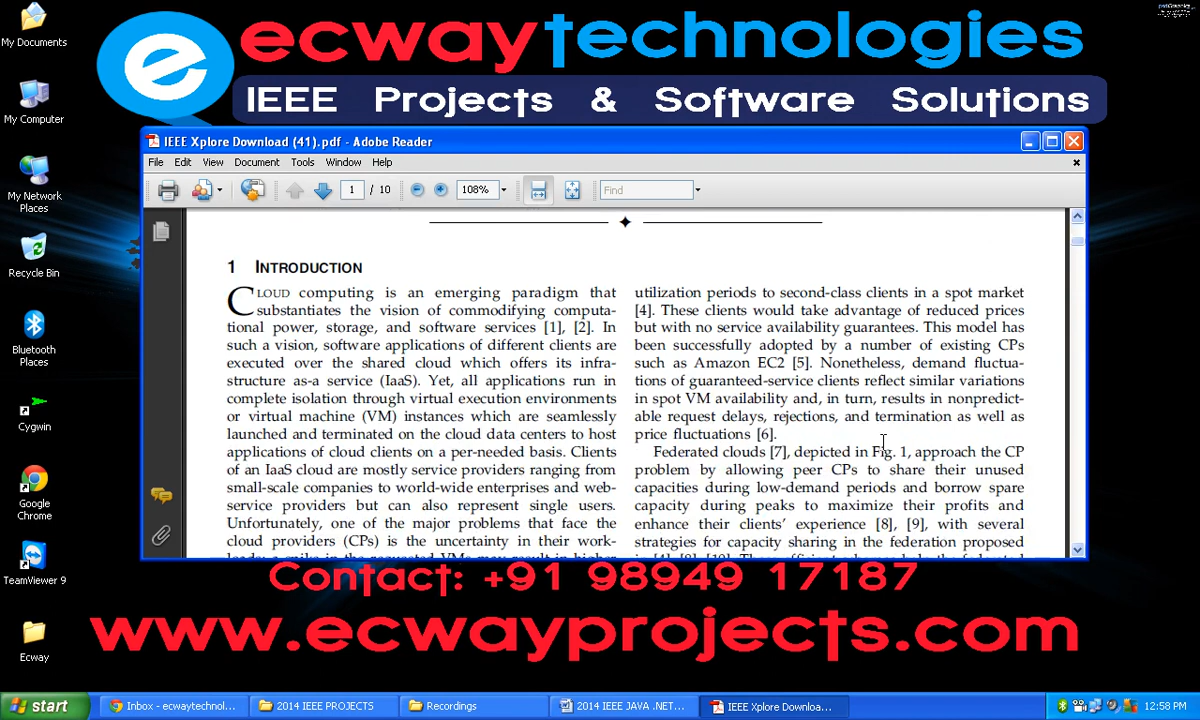 My Documents
My Computer
My Network
Places
Recycle Bin
Bluetooth
Places
Cygwin
Google
Chrome
TeamViewer 9
Ecway
e ecwaytechnologies
IEEE Projects & Software Solutions
IEEE Xplore Download (41).pdf - Adobe Reader
File Edit View Document Tools Window Help
1 / 10 108% Find
1 INTRODUCTION
CLOUD computing is an emerging paradigm that
substantiates the vision of commodifying computa-
tional power, storage, and software services [1], [2]. In
such a vision, software applications of different clients are
executed over the shared cloud which offers its infra-
structure as-a service (IaaS). Yet, all applications run in
complete isolation through virtual execution environments
or virtual machine (VM) instances which are seamlessly
launched and terminated on the cloud data centers to host
applications of cloud clients on a per-needed basis. Clients
of an IaaS cloud are mostly service providers ranging from
small-scale companies to world-wide enterprises and web-
service providers but can also represent single users.
Unfortunately, one of the major problems that face the
cloud providers (CPs) is the uncertainty in their work-
loads: a spike in the requested VMs may result in higher
utilization periods to second-class clients in a spot market
[4]. These clients would take advantage of reduced prices
but with no service availability guarantees. This model has
been successfully adopted by a number of existing CPs
such as Amazon EC2 [5]. Nonetheless, demand fluctua-
tions of guaranteed-service clients reflect similar variations
in spot VM availability and, in turn, results in nonpredict-
able request delays, rejections, and termination as well as
price fluctuations [6].
Federated clouds [7], depicted in Fig. 1, approach the CP
problem by allowing peer CPs to share their unused
capacities during low-demand periods and borrow spare
capacity during peaks to maximize their profits and
enhance their clients' experience [8], [9], with several
strategies for capacity sharing in the federation proposed
Contact: +91 98949 17187
www.ecwayprojects.com
start
Inbox - ecwaytechnol...
2014 IEEE PROJECTS
Recordings
2014 IEEE JAVA .NET...
IEEE Xplore Downloa...
12:58 PM